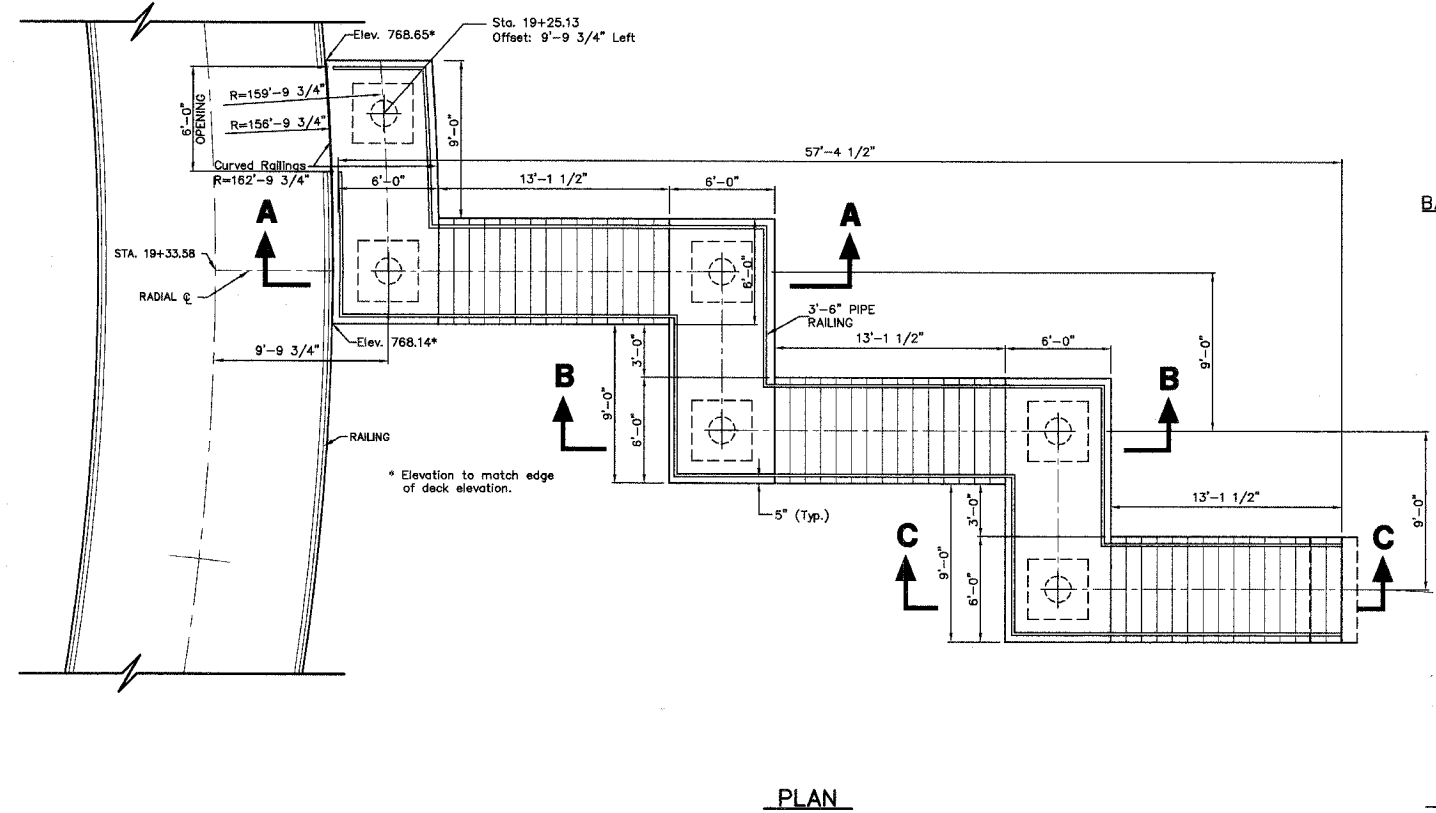 Sta. 19+25.13
Offset: 9'-9 3/4" Left
Elev. 768.65*
R=159'-9 3/4"
6'-0"
OPENING
R=156'-9 3/4"
9'-0"
57'-4 1/2"
Curved Railings
R=162'-9 3/4"
6'-0"
13'-1 1/2"
6'-0"
A
A
B/
STA. 19+33.58
6'-0"
RADIAL ℄
3'-6" PIPE
RAILING
Elev. 768.14*
13'-1 1/2"
6'-0"
9'-9 3/4"
3'-0"
9'-0"
B
B
9'-0"
6'-0"
RAILING
* Elevation to match edge
of deck elevation.
13'-1 1/2"
5" (Typ.)
3'-0"
9'-0"
C
C
9'-0"
6'-0"
PLAN